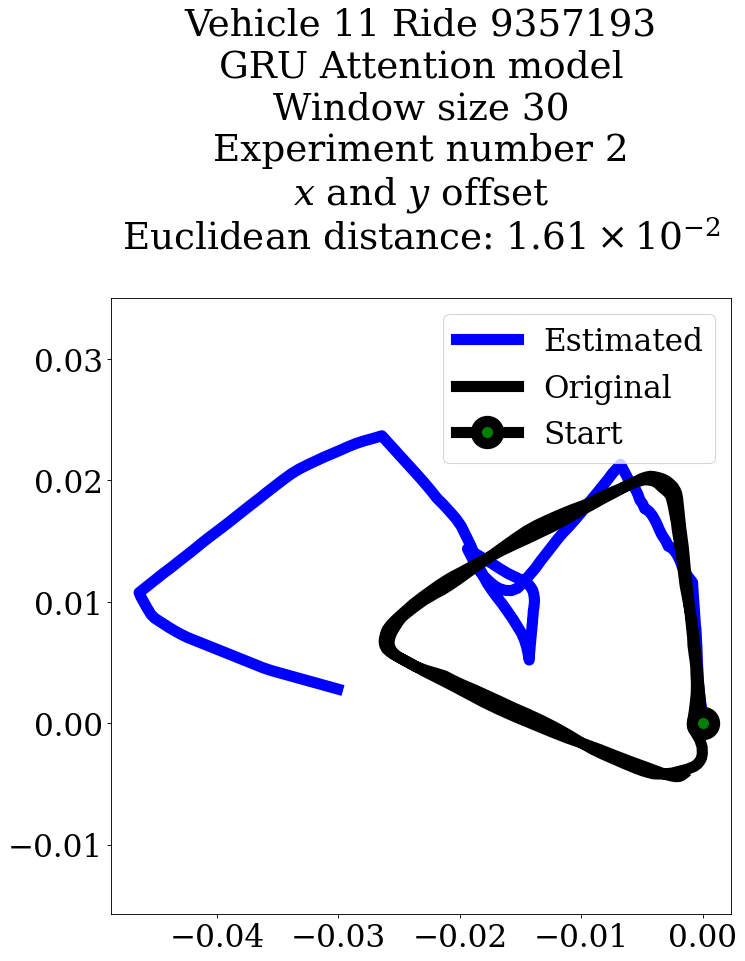 Vehicle 11 Ride 9357193
GRU Attention model
Window size 30
Experiment number 2
x and y offset
Euclidean distance: 1.61 × 10⁻²
Estimated
Original
Start
0.03
0.02
0.01
0.00
−0.01
−0.04 −0.03 −0.02 −0.01 0.00